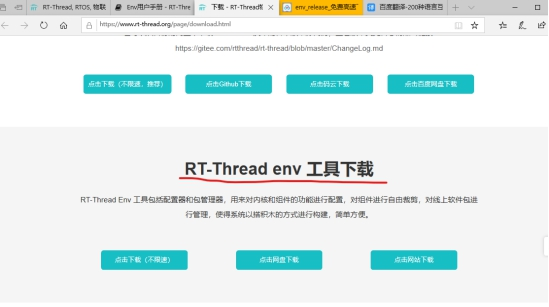 RT-Thread, RTOS, 物联
Env用户手册 - RT-Thre
下载 - RT-Thread物
env_release_免费高速下
百度翻译-200种语言互
https://www.rt-thread.org/page/download.html
https://gitee.com/rtthread/rt-thread/blob/master/ChangeLog.md
点击下载（不限速，推荐）
点击Github下载
点击码云下载
点击百度网盘下载
RT-Thread env 工具下载
RT-Thread Env 工具包括配置器和包管理器，用来对内核和组件的功能进行配置，对组件进行自由裁剪，对线上软件包进
行管理，使得系统以搭积木的方式进行构建，简单方便。
点击下载（不限速）
点击网盘下载
点击网站下载